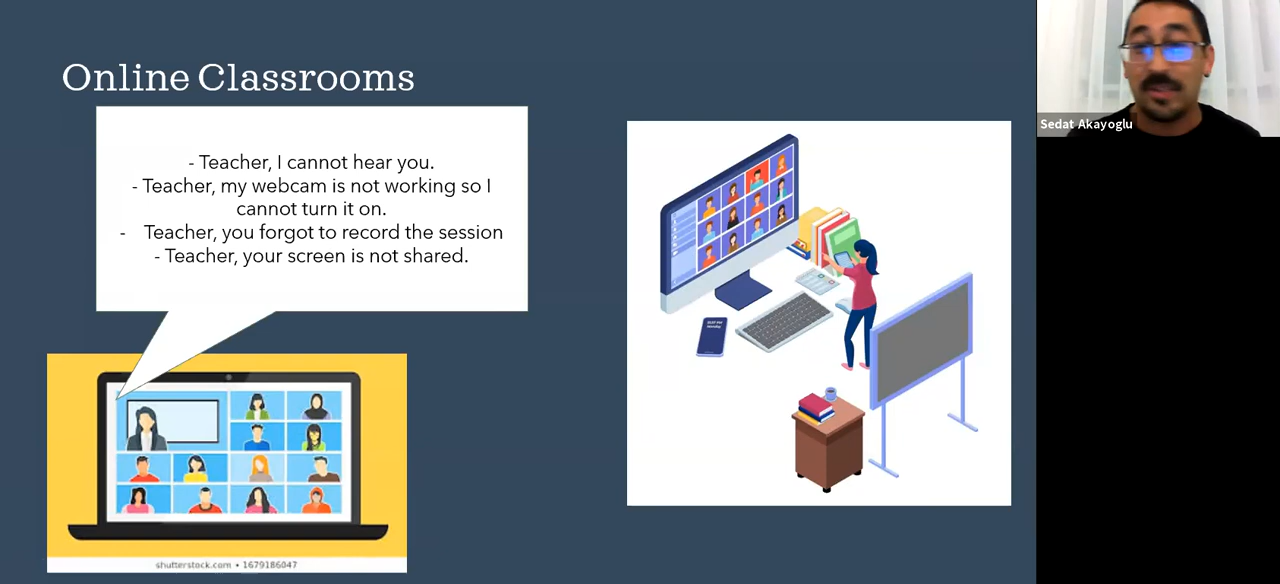 Online Classrooms
- Teacher, I cannot hear you.
- Teacher, my webcam is not working so I
cannot turn it on.
- Teacher, you forgot to record the session
- Teacher, your screen is not shared.
shutterstock.com • 1679186047
Sedat Akayoglu